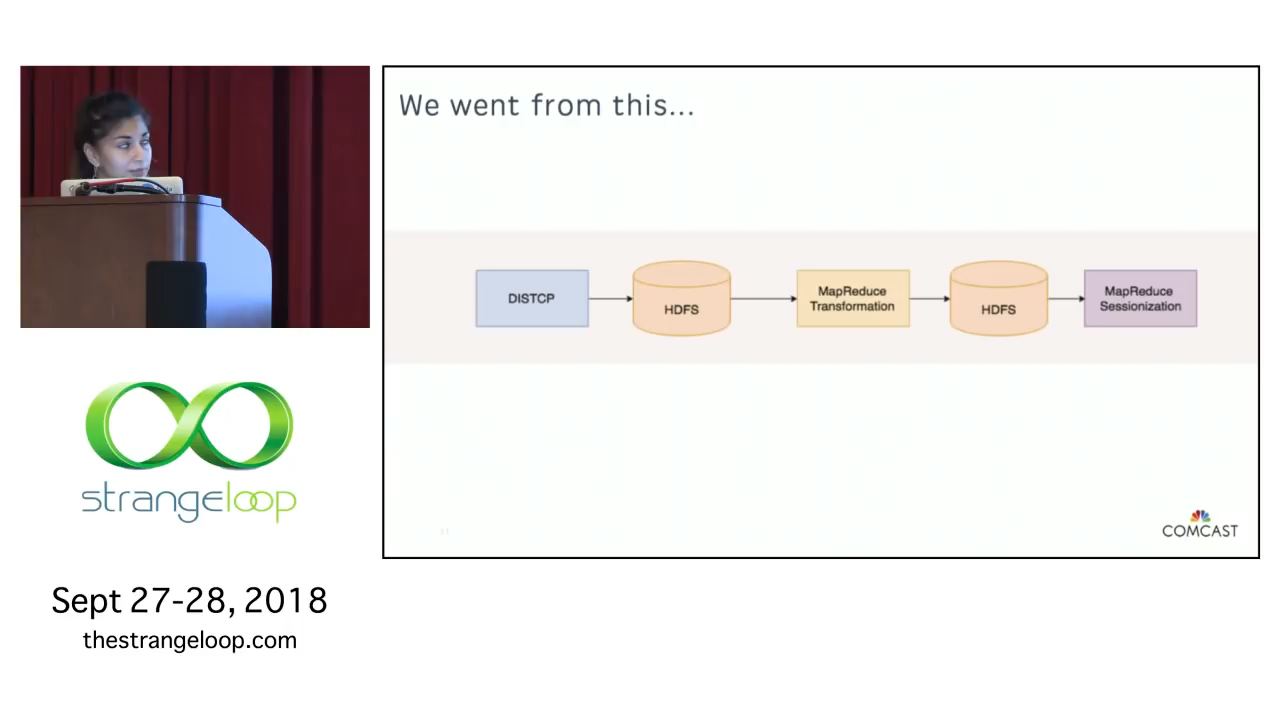 We went from this...
DISTCP
HDFS
MapReduce
Transformation
HDFS
MapReduce
Sessionization
COMCAST
strangeloop
Sept 27-28, 2018
thestrangeloop.com